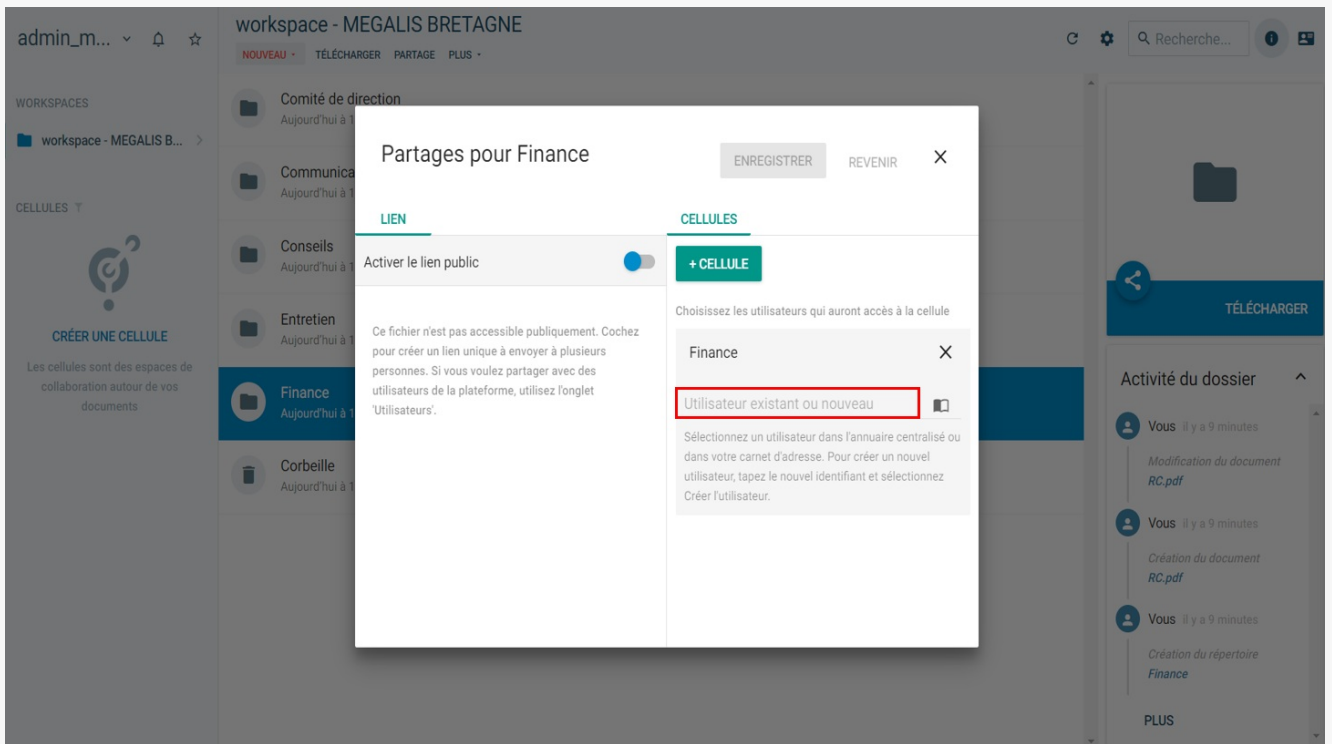 admin_m...
workspace - MEGALIS BRETAGNE
NOUVEAU TÉLÉCHARGER PARTAGE PLUS
Recherche...
WORKSPACES
workspace - MEGALIS B...
CELLULES
CRÉER UNE CELLULE
Les cellules sont des espaces de
collaboration autour de vos
documents
Comité de direction
Aujourd'hui à 1
Communica
Aujourd'hui à 1
Conseils
Aujourd'hui à 1
Entretien
Aujourd'hui à 1
Finance
Aujourd'hui à 1
Corbeille
Aujourd'hui à 1
Partages pour Finance
ENREGISTRER REVENIR
LIEN
Activer le lien public
Ce fichier n'est pas accessible publiquement. Cochez
pour créer un lien unique à envoyer à plusieurs
personnes. Si vous voulez partager avec des
utilisateurs de la plateforme, utilisez l'onglet
'Utilisateurs'.
CELLULES
+ CELLULE
Choisissez les utilisateurs qui auront accès à la cellule
Finance
Utilisateur existant ou nouveau
Sélectionnez un utilisateur dans l'annuaire centralisé ou
dans votre carnet d'adresse. Pour créer un nouvel
utilisateur, tapez le nouvel identifiant et sélectionnez
Créer l'utilisateur.
TÉLÉCHARGER
Activité du dossier
Vous il y a 9 minutes
Modification du document
RC.pdf
Vous il y a 9 minutes
Création du document
RC.pdf
Vous il y a 9 minutes
Création du répertoire
Finance
PLUS